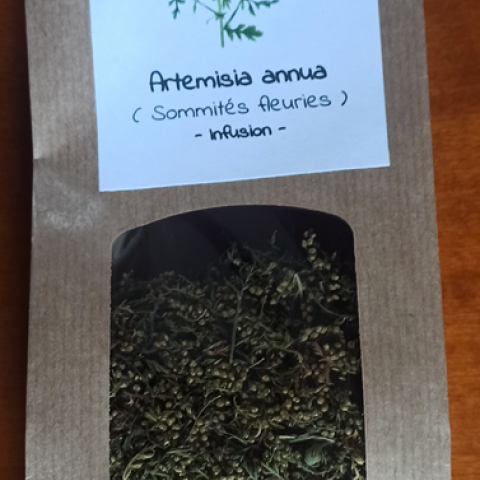 Artemisia annua
( Sommités fleuries )
- Infusion -